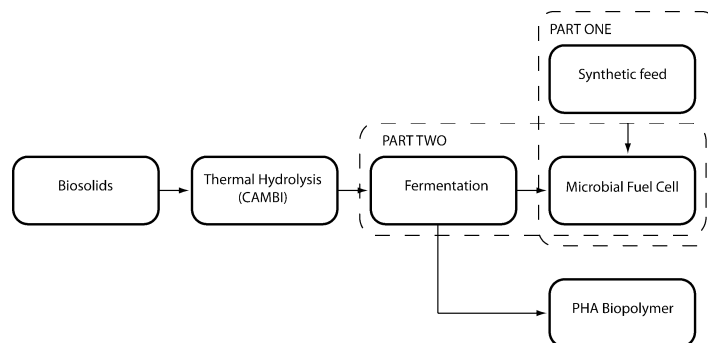 PART ONE
Synthetic feed
PART TWO
Biosolids
Thermal Hydrolysis
(CAMBI)
Fermentation
Microbial Fuel Cell
PHA Biopolymer